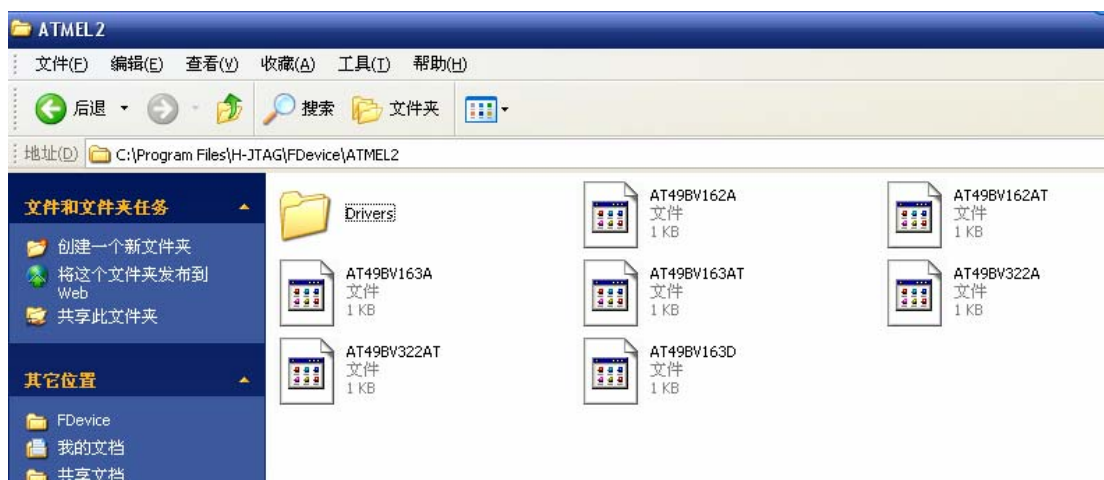 ATMEL2
文件(F) 编辑(E) 查看(V) 收藏(A) 工具(T) 帮助(H)
后退 搜索 文件夹
地址(D) C:\Program Files\H-JTAG\FDevice\ATMEL2
文件和文件夹任务
创建一个新文件夹
将这个文件夹发布到
Web
共享此文件夹
其它位置
FDevice
我的文档
共享文档
Drivers
AT49BV162A
文件
1 KB
AT49BV162AT
文件
1 KB
AT49BV163A
文件
1 KB
AT49BV163AT
文件
1 KB
AT49BV322A
文件
1 KB
AT49BV322AT
文件
1 KB
AT49BV163D
文件
1 KB